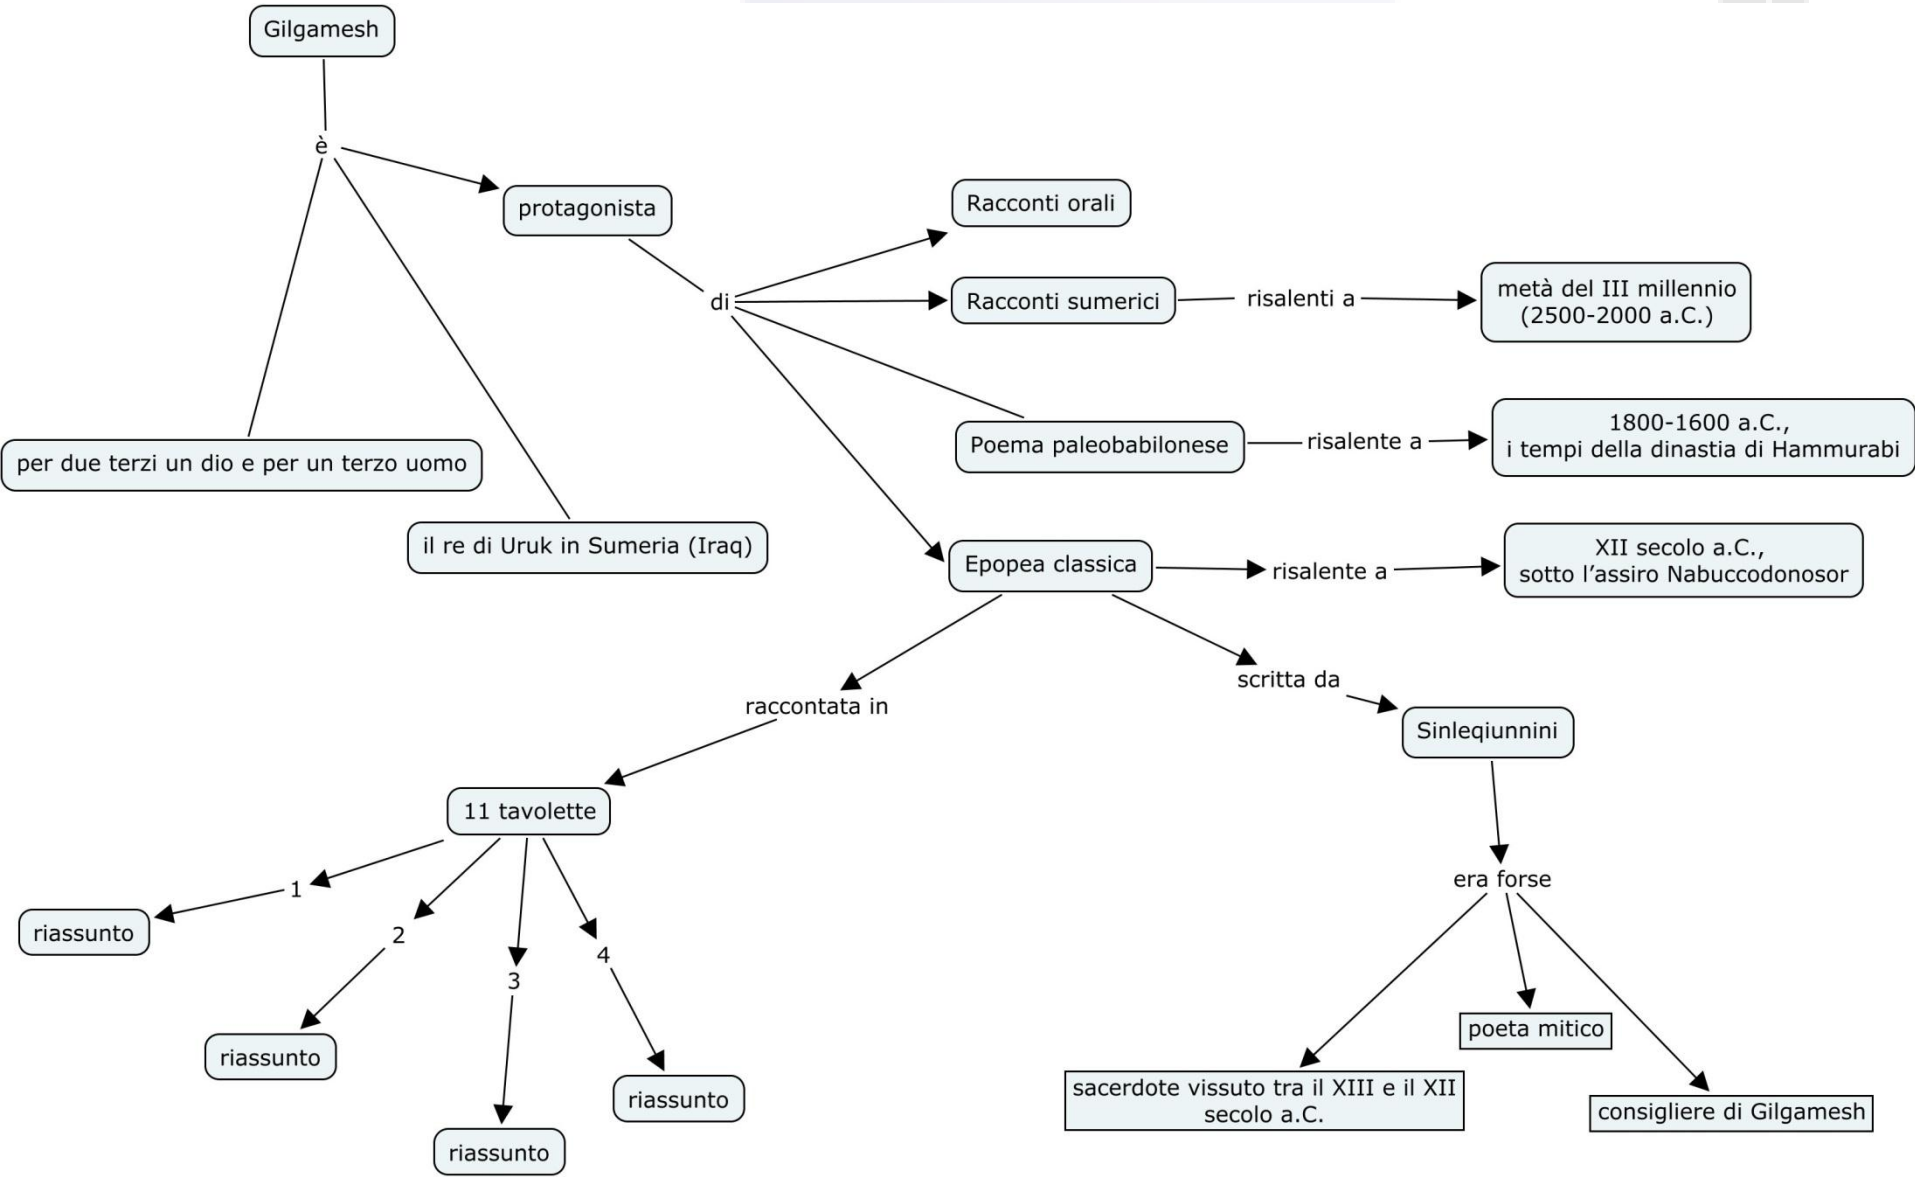 Gilgamesh
è
protagonista
di
Racconti orali
Racconti sumerici
risalenti a
metà del III millennio
(2500-2000 a.C.)
Poema paleobabilonese
risalente a
1800-1600 a.C.,
i tempi della dinastia di Hammurabi
per due terzi un dio e per un terzo uomo
il re di Uruk in Sumeria (Iraq)
Epopea classica
risalente a
XII secolo a.C.,
sotto l'assiro Nabuccodonosor
raccontata in
scritta da
Sinleqiunnini
11 tavolette
1
riassunto
2
riassunto
3
riassunto
4
riassunto
era forse
sacerdote vissuto tra il XIII e il XII
secolo a.C.
poeta mitico
consigliere di Gilgamesh